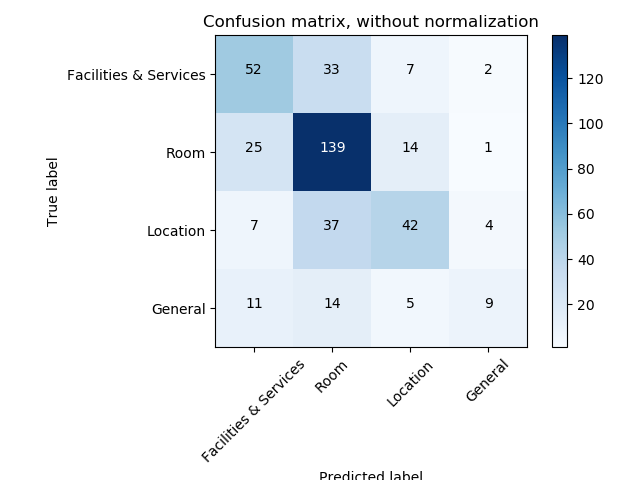 Confusion matrix, without normalization
Facilities & Services 52 33 7 2
Room 25 139 14 1
Location 7 37 42 4
General 11 14 5 9
True label
Facilities & Services Room Location General
Predicted label
120
100
80
60
40
20